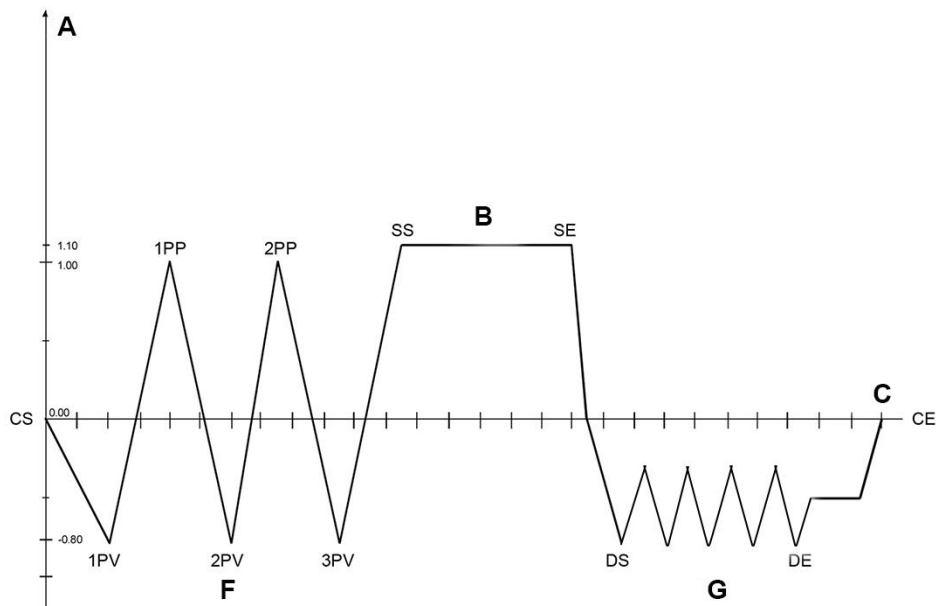 A
B
SS
SE
1PP
2PP
1.10
1.00
C
CS
0.00
CE
-0.80
1PV
2PV
3PV
DS
DE
F
G